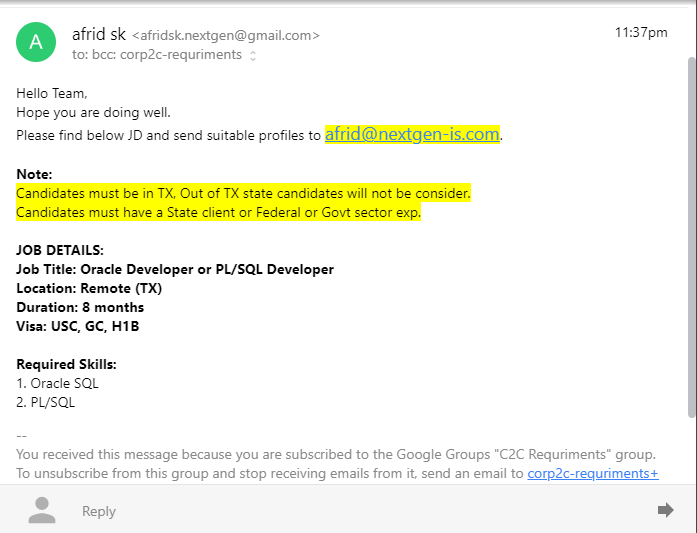 A
afrid sk <afridsk.nextgen@gmail.com>
11:37pm
to: bcc: corp2c-requriments
Hello Team,
Hope you are doing well.
Please find below JD and send suitable profiles to afrid@nextgen-is.com.
Note:
Candidates must be in TX, Out of TX state candidates will not be consider.
Candidates must have a State client or Federal or Govt sector exp.
JOB DETAILS:
Job Title: Oracle Developer or PL/SQL Developer
Location: Remote (TX)
Duration: 8 months
Visa: USC, GC, H1B
Required Skills:
1. Oracle SQL
2. PL/SQL
--
You received this message because you are subscribed to the Google Groups "C2C Requriments" group.
To unsubscribe from this group and stop receiving emails from it, send an email to corp2c-requriments+
Reply